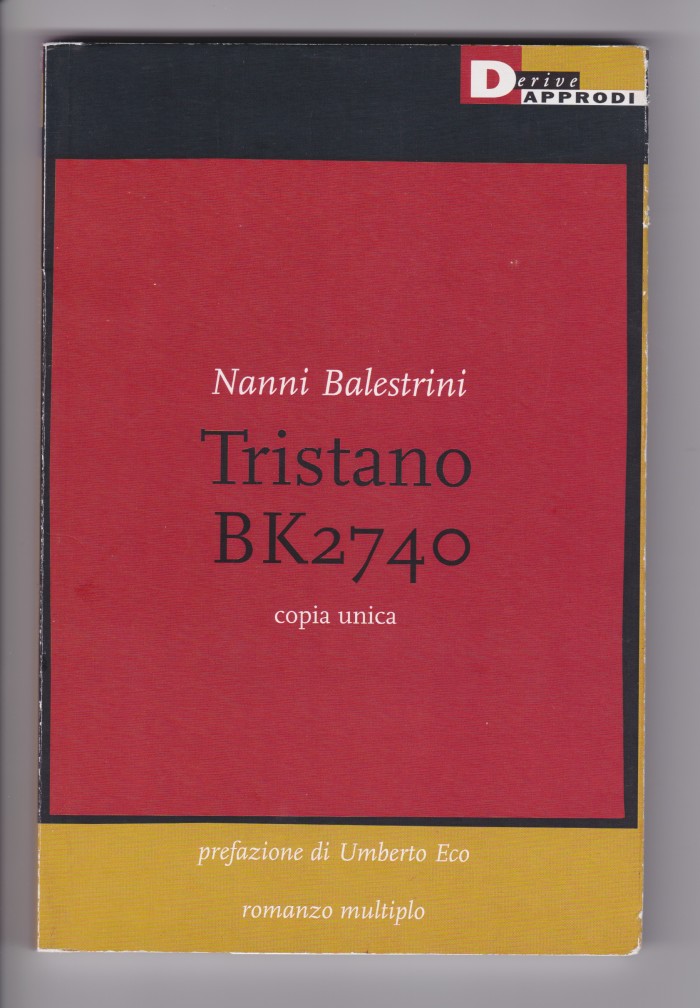 Derive
APPRODI
Nanni Balestrini
Tristano
BK2740
copia unica
prefazione di Umberto Eco
romanzo multiplo